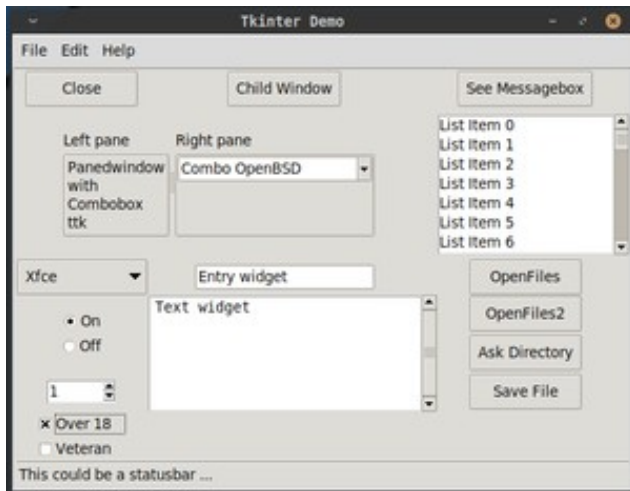 Tkinter Demo
File Edit Help
Close
Child Window
See Messagebox
Left pane
Right pane
Panedwindow
with
Combobox
ttk
Combo OpenBSD
List Item 0
List Item 1
List Item 2
List Item 3
List Item 4
List Item 5
List Item 6
Xfce
Entry widget
OpenFiles
On
Off
Text widget
OpenFiles2
Ask Directory
1
Save File
Over 18
Veteran
This could be a statusbar ...